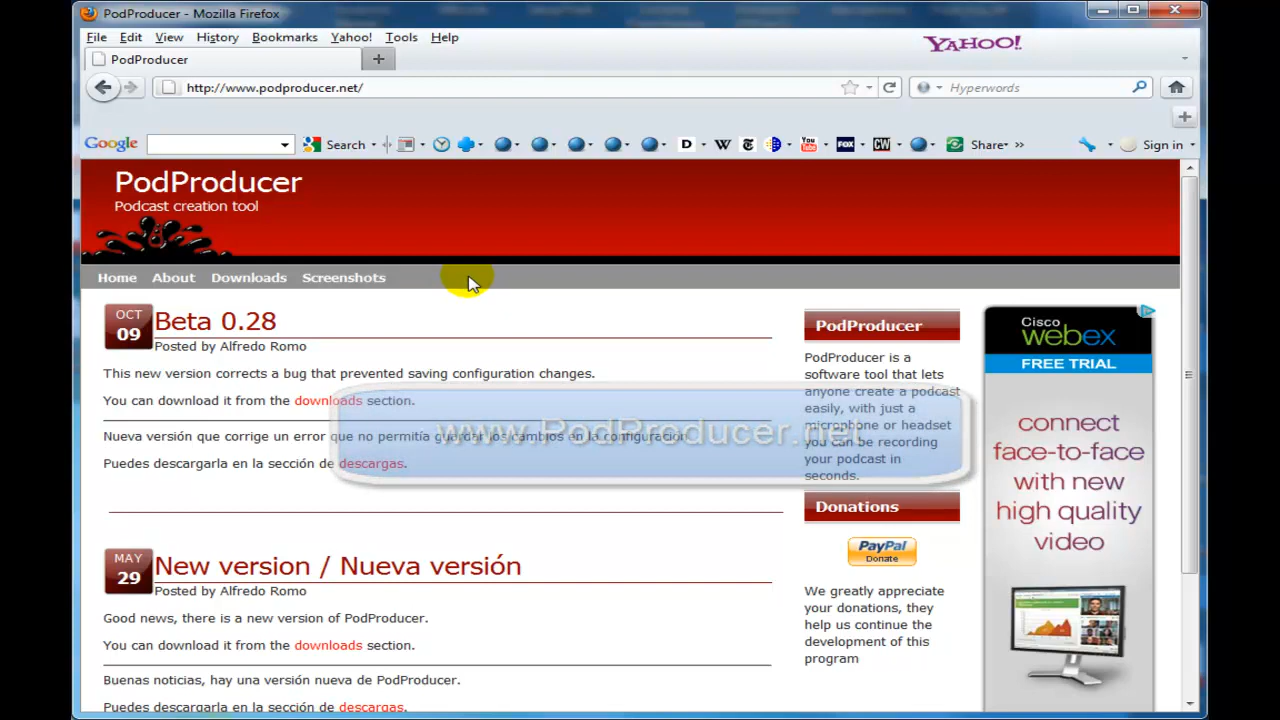 PodProducer - Mozilla Firefox
File Edit View History Bookmarks Yahoo! Tools Help
YAHOO!
PodProducer
http://www.podproducer.net/
Hyperwords
Google Search Share Sign in
PodProducer
Podcast creation tool
Home About Downloads Screenshots
OCT
09
Beta 0.28
Posted by Alfredo Romo
This new version corrects a bug that prevented saving configuration changes.
You can download it from the downloads section.
Nueva versión que corrige un error que no permitía guardar los cambios en la configuración.
Puedes descargarla en la sección de descargas.
www.PodProducer.net
MAY
29
New version / Nueva versión
Posted by Alfredo Romo
Good news, there is a new version of PodProducer.
You can download it from the downloads section.
Buenas noticias, hay una versión nueva de PodProducer.
Puedes descargarla en la sección de descargas.
PodProducer
PodProducer is a
software tool that lets
anyone create a podcast
easily, with just a
microphone or headset
you can be recording
your podcast in
seconds.
Donations
PayPal
Donate
We greatly appreciate
your donations, they
help us continue the
development of this
program
Cisco
webex
FREE TRIAL
connect
face-to-face
with new
high quality
video